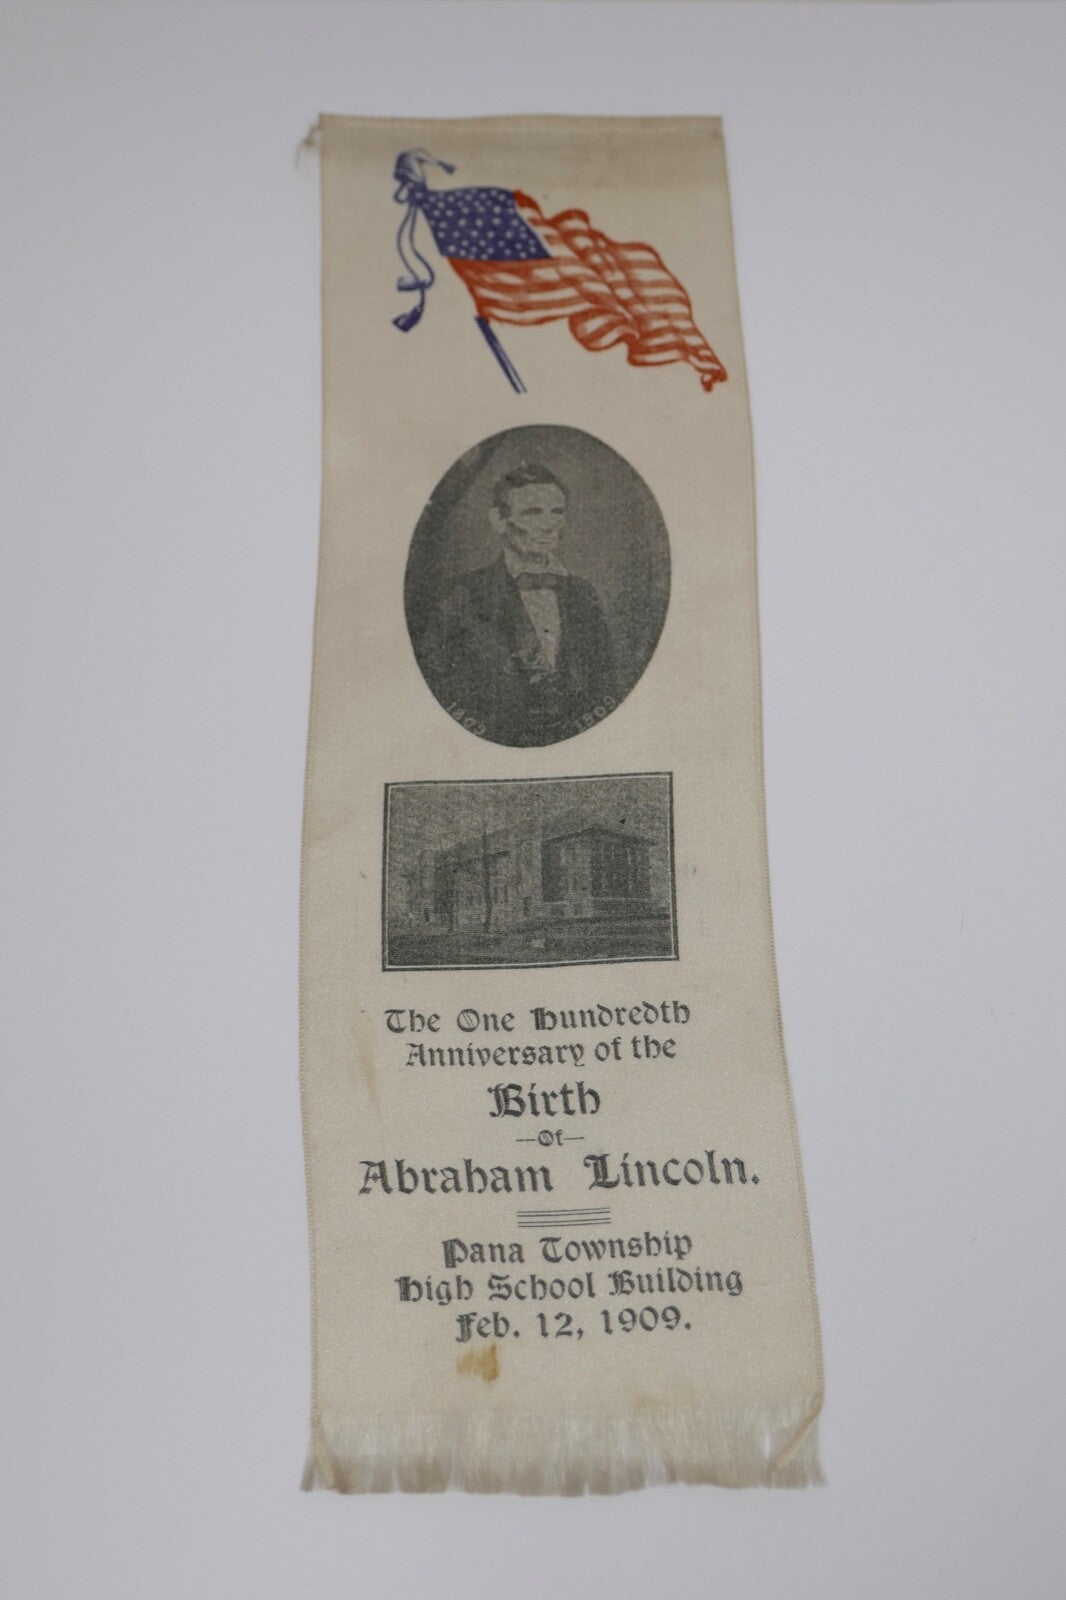 1809 1909
The One Hundredth
Anniversary of the
Birth
—Of—
Abraham Lincoln.
Pana Township
High School Building
Feb. 12, 1909.